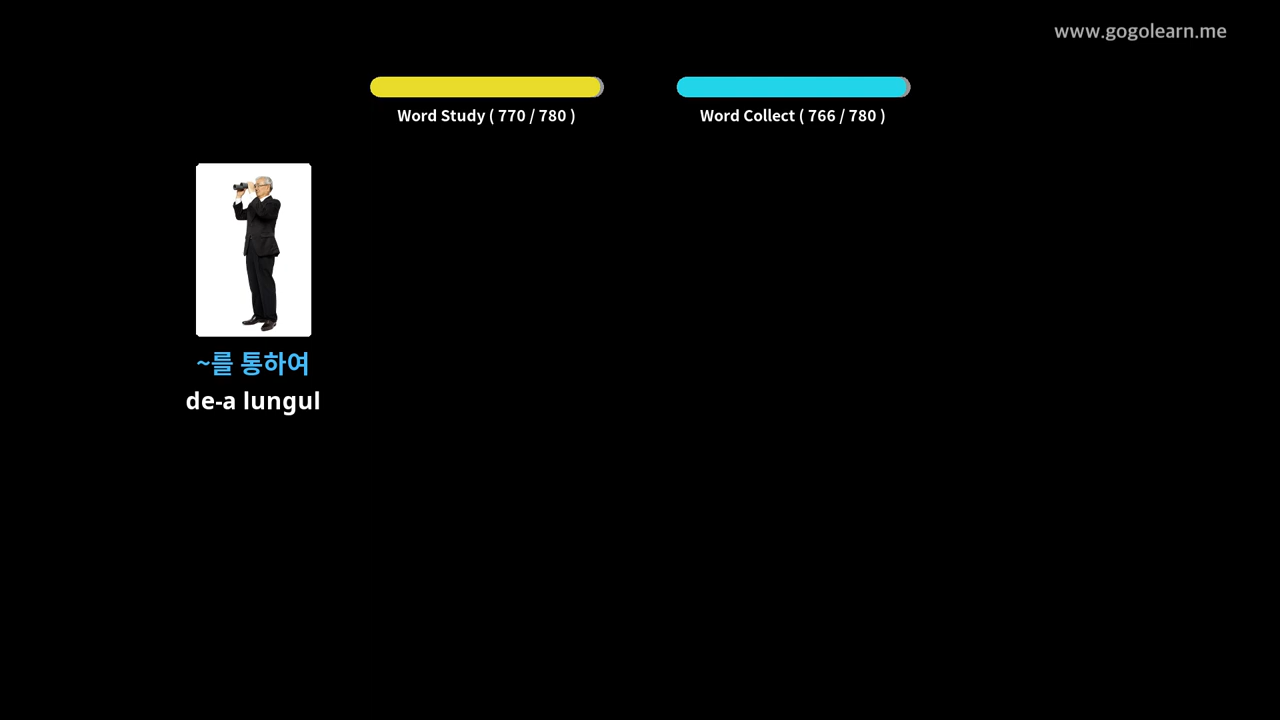 www.gogolearn.me
Word Study ( 770 / 780 )
Word Collect ( 766 / 780 )
~를 통하여
de-a lungul